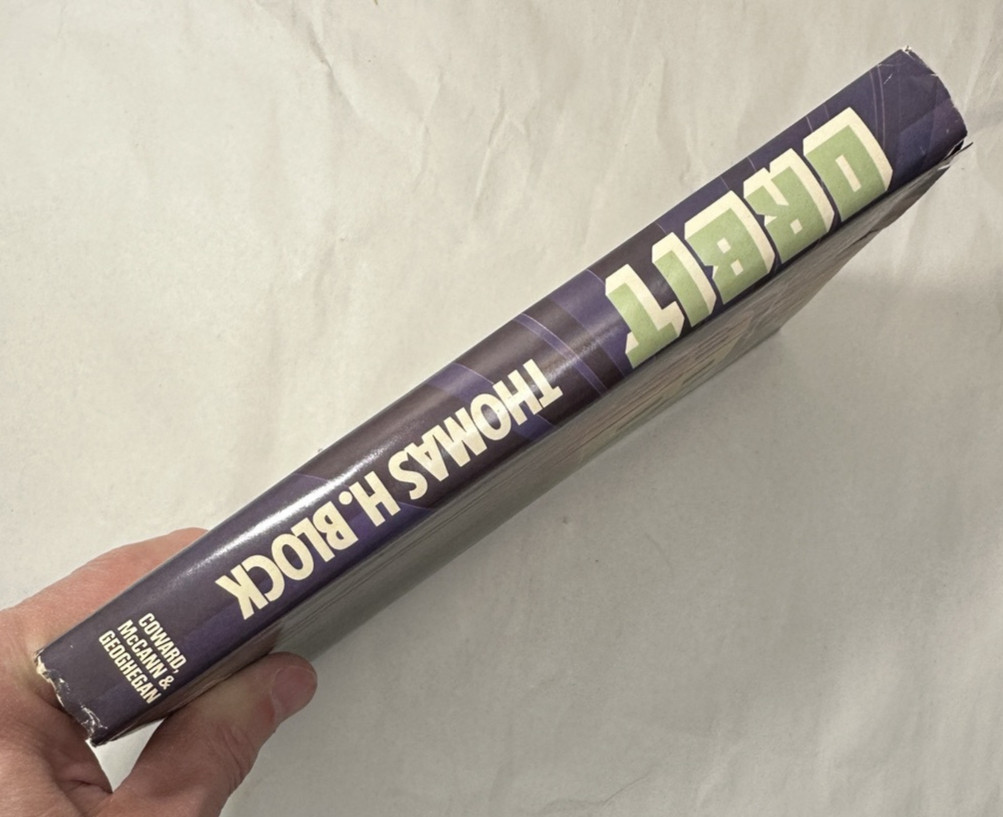 ORBIT
THOMAS H. BLOCK
COWARD,
McCANN &
GEOGHEGAN